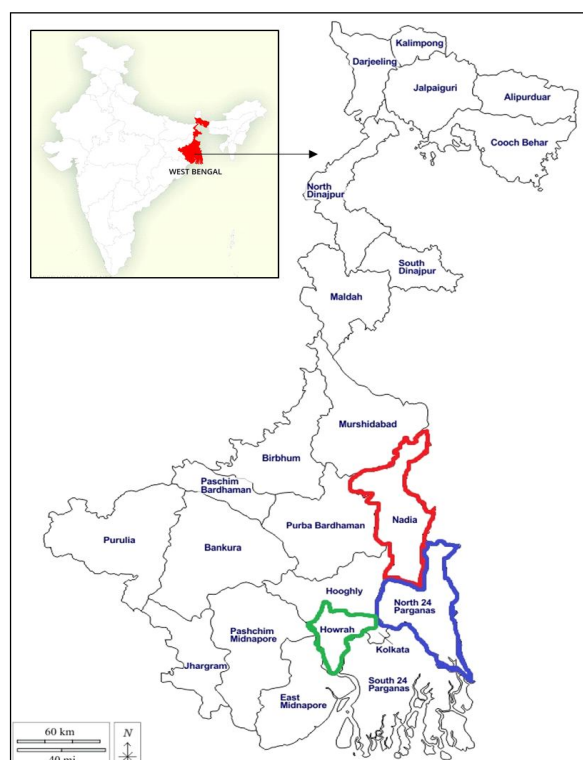 Kalimpong
Darjeeling
Jalpaiguri
Alipurduar
Cooch Behar
WEST BENGAL
North
Dinajpur
South
Dinajpur
Maldah
Murshidabad
Birbhum
Paschim
Bardhaman
Nadia
Purba Bardhaman
Purulia
Bankura
Hooghly
North 24
Parganas
Howrah
Pashchim
Midnapore
Kolkata
Jhargram
South 24
Parganas
East
Midnapore
60 km
40 mi
N